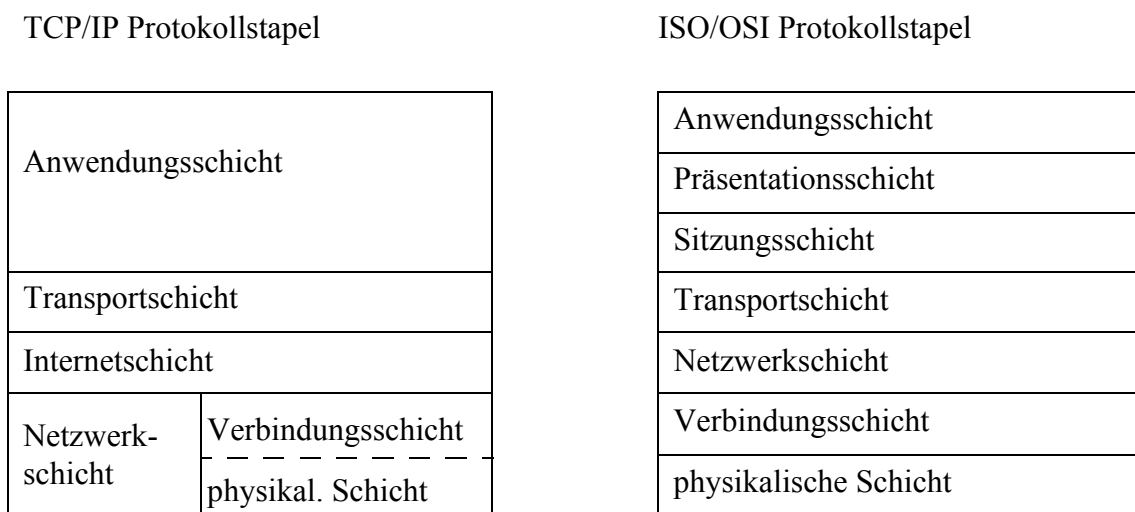 TCP/IP Protokollstapel
Anwendungsschicht
Transportschicht
Internetschicht
Netzwerk-
schicht
Verbindungsschicht
physikal. Schicht
ISO/OSI Protokollstapel
Anwendungsschicht
Präsentationsschicht
Sitzungsschicht
Transportschicht
Netzwerkschicht
Verbindungsschicht
physikalische Schicht